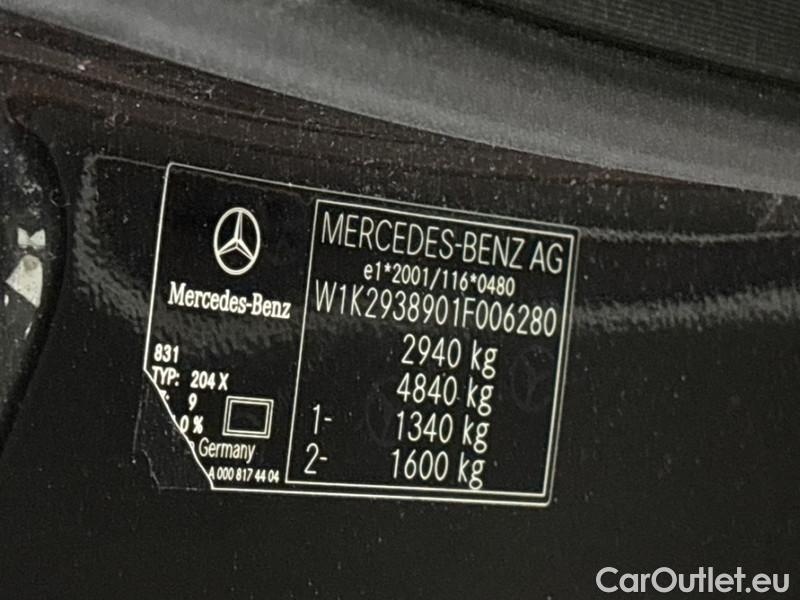 Mercedes-Benz
831
TYP: 204 X
9
0 %
Germany
A 000 817 44 04
MERCEDES-BENZ AG
e1*2001/116*0480
W1K2938901F006280
2940 kg
4840 kg
1- 1340 kg
2- 1600 kg
CarOutlet.eu